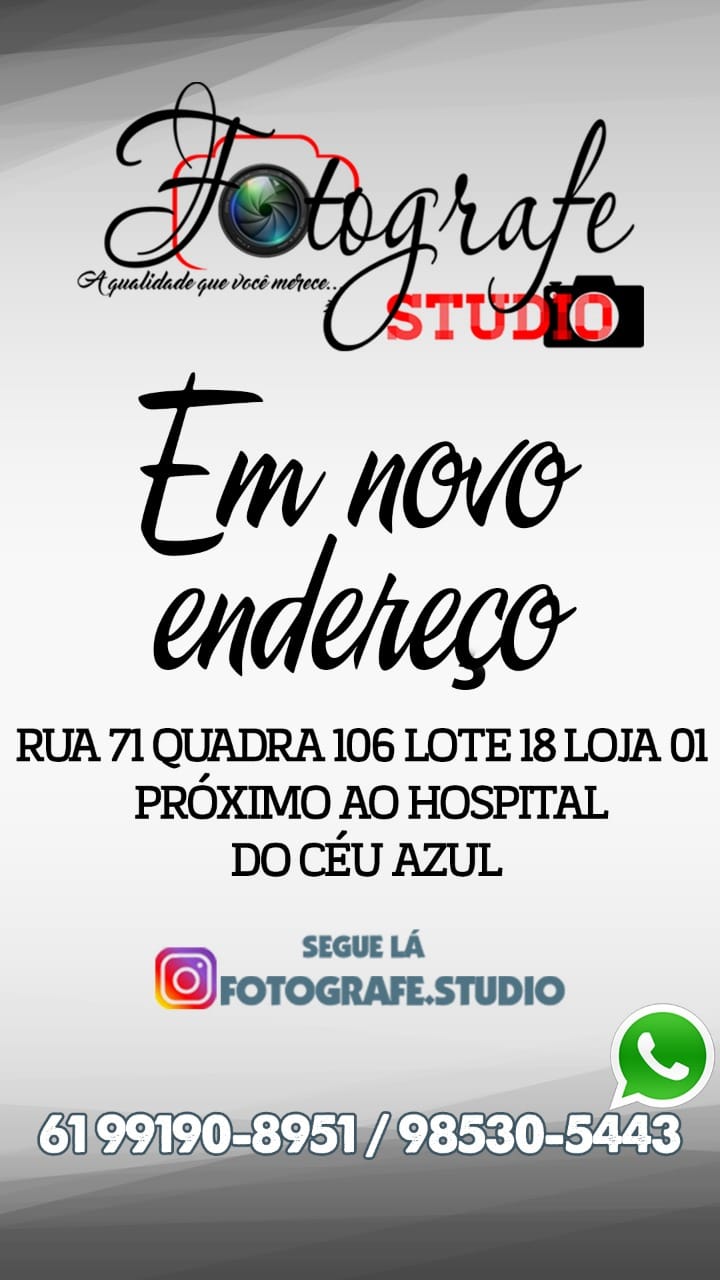 Fotografe
A qualidade que você merece...
STUDIO
Em novo
endereço
RUA 71 QUADRA 106 LOTE 18 LOJA 01
PRÓXIMO AO HOSPITAL
DO CÉU AZUL
SEGUE LÁ
FOTOGRAFE.STUDIO
61 99190-8951 / 98530-5443